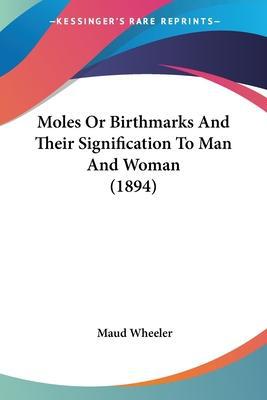 KESSINGER'S RARE REPRINTS
Moles Or Birthmarks And
Their Signification To Man
And Woman
(1894)
Maud Wheeler